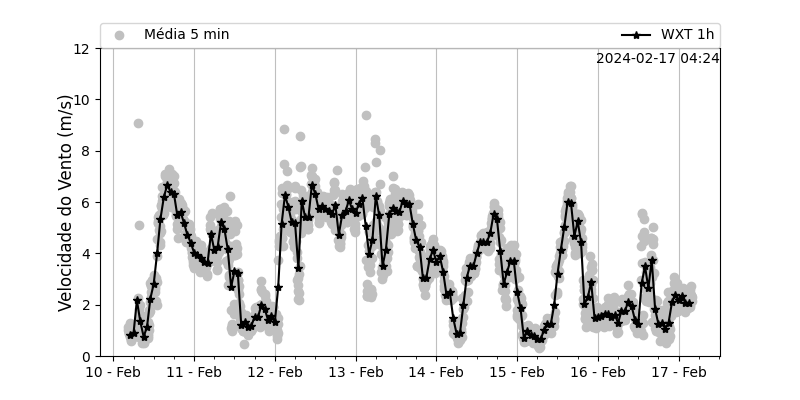 Média 5 min
WXT 1h
2024-02-17 04:24
Velocidade do Vento (m/s)
12
10
8
6
4
2
0
10 - Feb
11 - Feb
12 - Feb
13 - Feb
14 - Feb
15 - Feb
16 - Feb
17 - Feb